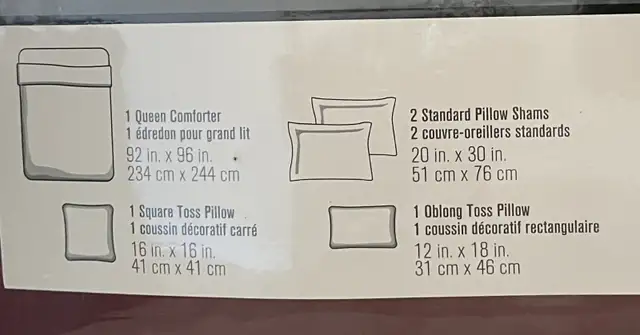 1 Queen Comforter
1 édredon pour grand lit
92 in. x 96 in.
234 cm x 244 cm
2 Standard Pillow Shams
2 couvre-oreillers standards
20 in. x 30 in.
51 cm x 76 cm
1 Square Toss Pillow
1 coussin décoratif carré
16 in. x 16 in.
41 cm x 41 cm
1 Oblong Toss Pillow
1 coussin décoratif rectangulaire
12 in. x 18 in.
31 cm x 46 cm